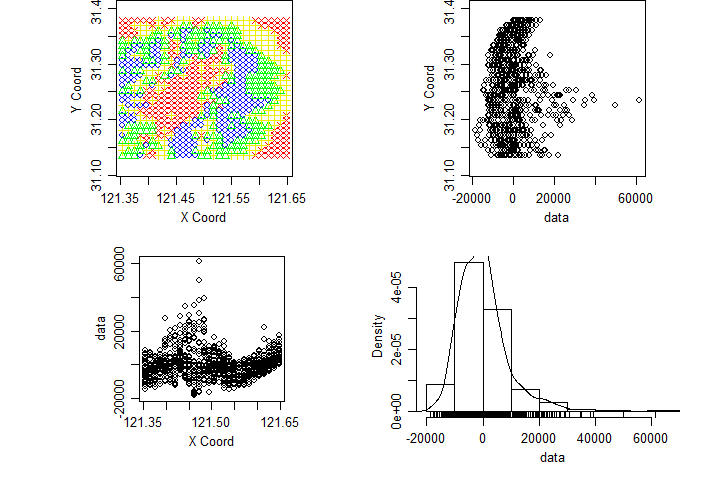 31.4
31.30
31.20
31.10
Y Coord
121.35 121.45 121.55 121.65
X Coord
31.4
31.30
31.20
31.10
Y Coord
-20000 0 20000 60000
data
60000
20000
-20000
data
121.35 121.50 121.65
X Coord
4e-05
2e-05
0e+00
Density
-20000 0 20000 40000 60000
data